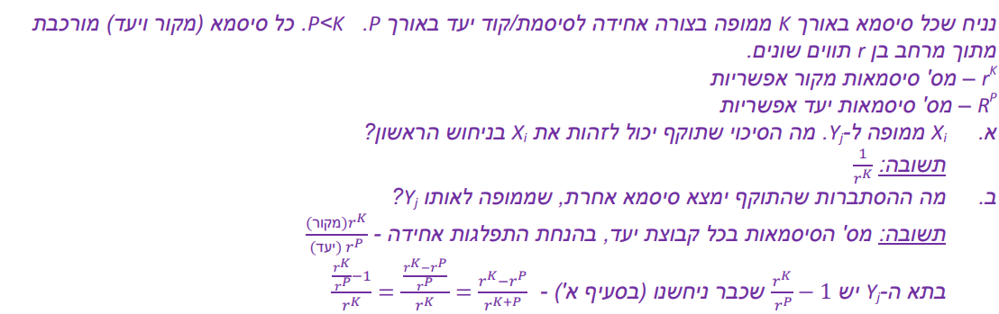 נניח שכל סיסמא באורך K ממופה בצורה אחידה לסיסמת/קוד יעד באורך P. P<K. כל סיסמא (מקור ויעד) מורכבת
מתוך מרחב בן r תווים שונים.
r^K – מס' סיסמאות מקור אפשריות
R^P – מס' סיסמאות יעד אפשריות
א. X_i ממופה ל-Y_j. מה הסיכוי שתוקף יכול לזהות את X_i בניחוש הראשון?
תשובה: \frac{1}{r^K}
ב. מה ההסתברות שהתוקף ימצא סיסמא אחרת, שממופה לאותו Y_j?
תשובה: מס' הסיסמאות בכל קבוצת יעד, בהנחת התפלגות אחידה - \frac{r^K (מקור)}{r^P (יעד)}
בתא ה-Y_j יש \frac{r^K}{r^P} − 1 שכבר ניחשנו (בסעיף א') - \frac{\frac{r^K}{r^P}−1}{r^K} = \frac{\frac{r^K−r^P}{r^P}}{r^K} = \frac{r^K−r^P}{r^{K+P}}